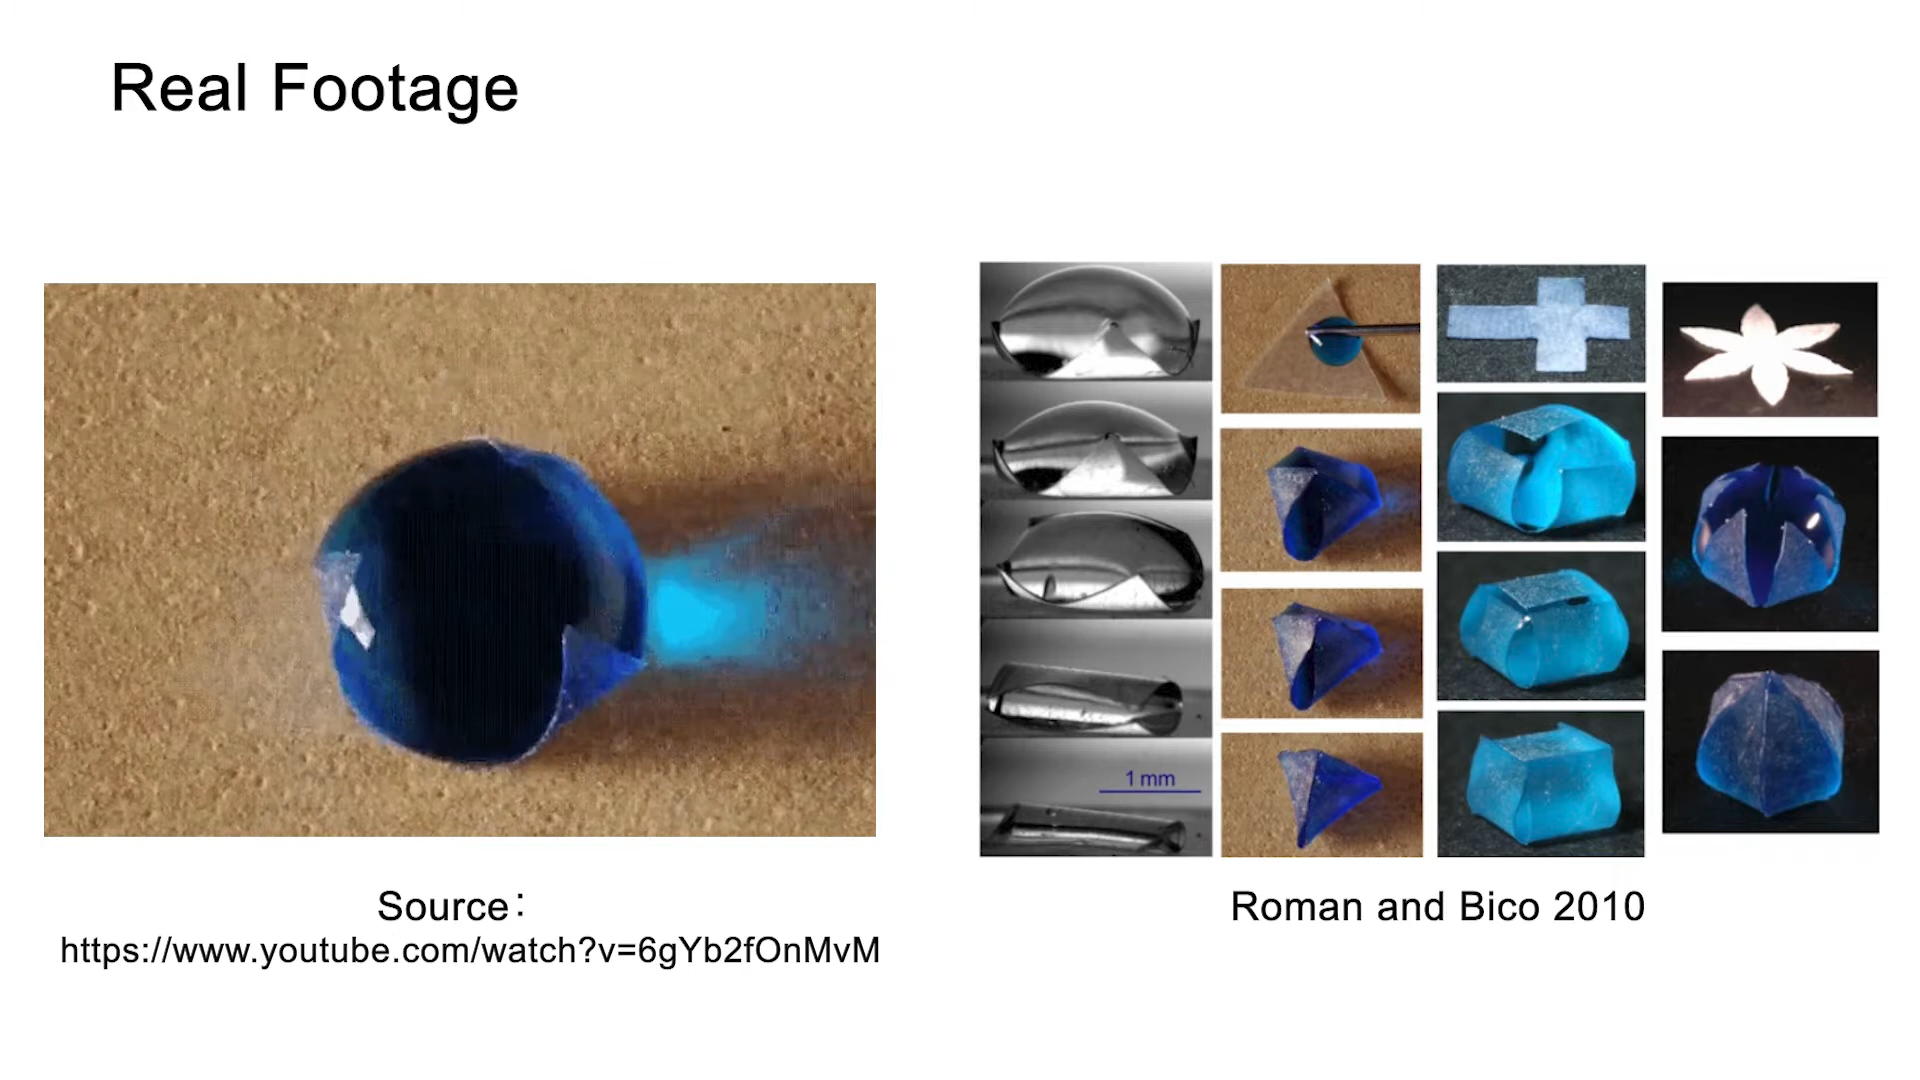 Real Footage
1 mm
Source：
https://www.youtube.com/watch?v=6gYb2fOnMvM
Roman and Bico 2010